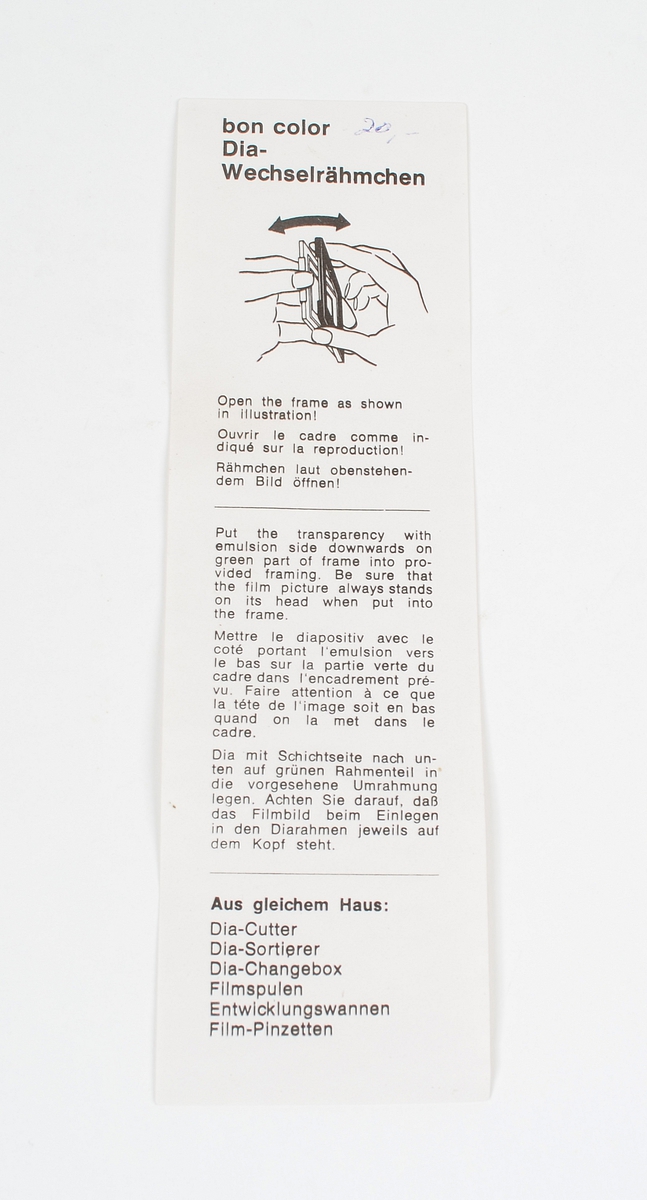 bon color 20,-
Dia-
Wechselrähmchen
Open the frame as shown
in illustration!
Ouvrir le cadre comme in-
diqué sur la reproduction!
Rähmchen laut obenstehen-
dem Bild öffnen!
Put the transparency with
emulsion side downwards on
green part of frame into pro-
vided framing. Be sure that
the film picture always stands
on its head when put into
the frame.
Mettre le diapositiv avec le
coté portant l'emulsion vers
le bas sur la partie verte du
cadre dans l'encadrement pré-
vu. Faire attention à ce que
la téte de l'image soit en bas
quand on la met dans le
cadre.
Dia mit Schichtseite nach un-
ten auf grünen Rahmenteil in
die vorgesehene Umrahmung
legen. Achten Sie darauf, daß
das Filmbild beim Einlegen
in den Diarahmen jeweils auf
dem Kopf steht.
Aus gleichem Haus:
Dia-Cutter
Dia-Sortierer
Dia-Changebox
Filmspulen
Entwicklungswannen
Film-Pinzetten